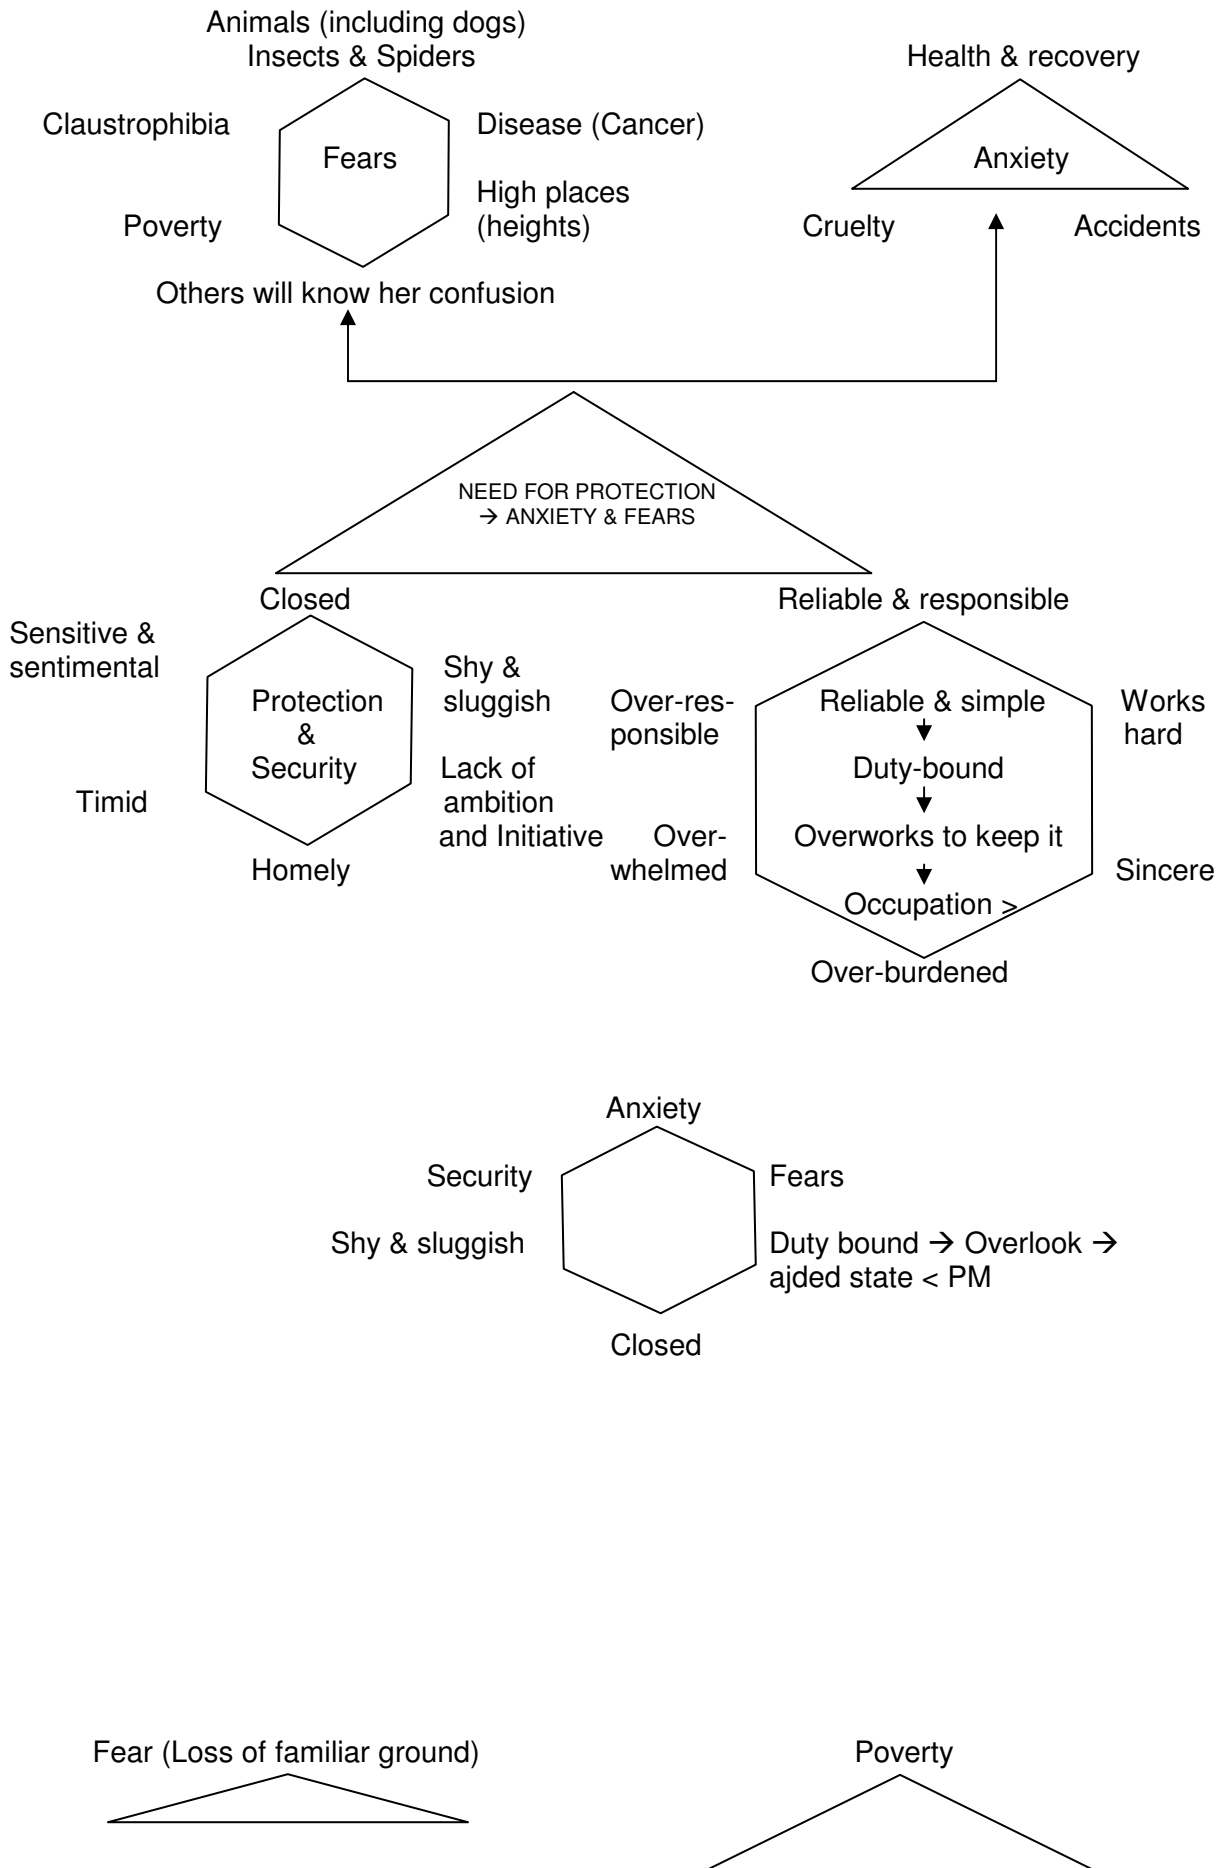 Animals (including dogs)
Insects & Spiders
Health & recovery
Claustrophibia
Disease (Cancer)
Fears
Anxiety
High places
(heights)
Poverty
Cruelty
Accidents
Others will know her confusion
NEED FOR PROTECTION
→ ANXIETY & FEARS
Closed
Sensitive &
sentimental
Shy &
sluggish
Protection
&
Security
Lack of
ambition
and Initiative
Timid
Homely
Reliable & responsible
Over-res-
ponsible
Reliable & simple
Works
hard
Duty-bound
Overworks to keep it
Over-
whelmed
Sincere
Occupation >
Over-burdened
Anxiety
Security
Fears
Shy & sluggish
Duty bound → Overlook →
ajded state < PM
Closed
Fear (Loss of familiar ground)
Poverty